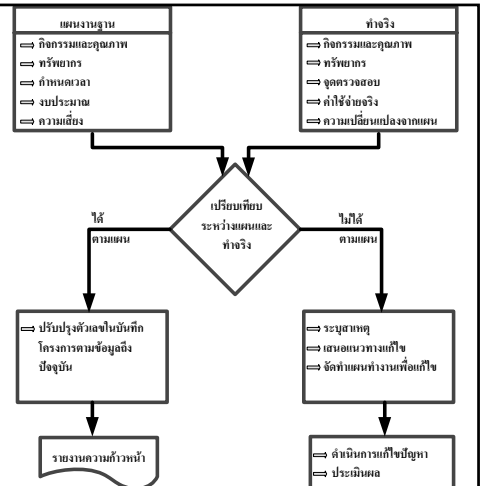 แผนงานฐาน
กิจกรรมและคุณภาพ
ทรัพยากร
กำหนดเวลา
งบประมาณ
ความเสี่ยง
ทำจริง
กิจกรรมและคุณภาพ
ทรัพยากร
จุดตรวจสอบ
ค่าใช้จ่ายจริง
ความเปลี่ยนแปลงจากแผน
เปรียบเทียบ
ระหว่างแผนและ
ทำจริง
ได้
ตามแผน
ไม่ได้
ตามแผน
ปรับปรุงตัวเลขในบันทึก
โครงการตามข้อมูลถึง
ปัจจุบัน
ระบุสาเหตุ
เสนอแนวทางแก้ไข
จัดทำแผนทำงานเพื่อแก้ไข
รายงานความก้าวหน้า
ดำเนินการแก้ไขปัญหา
ประเมินผล